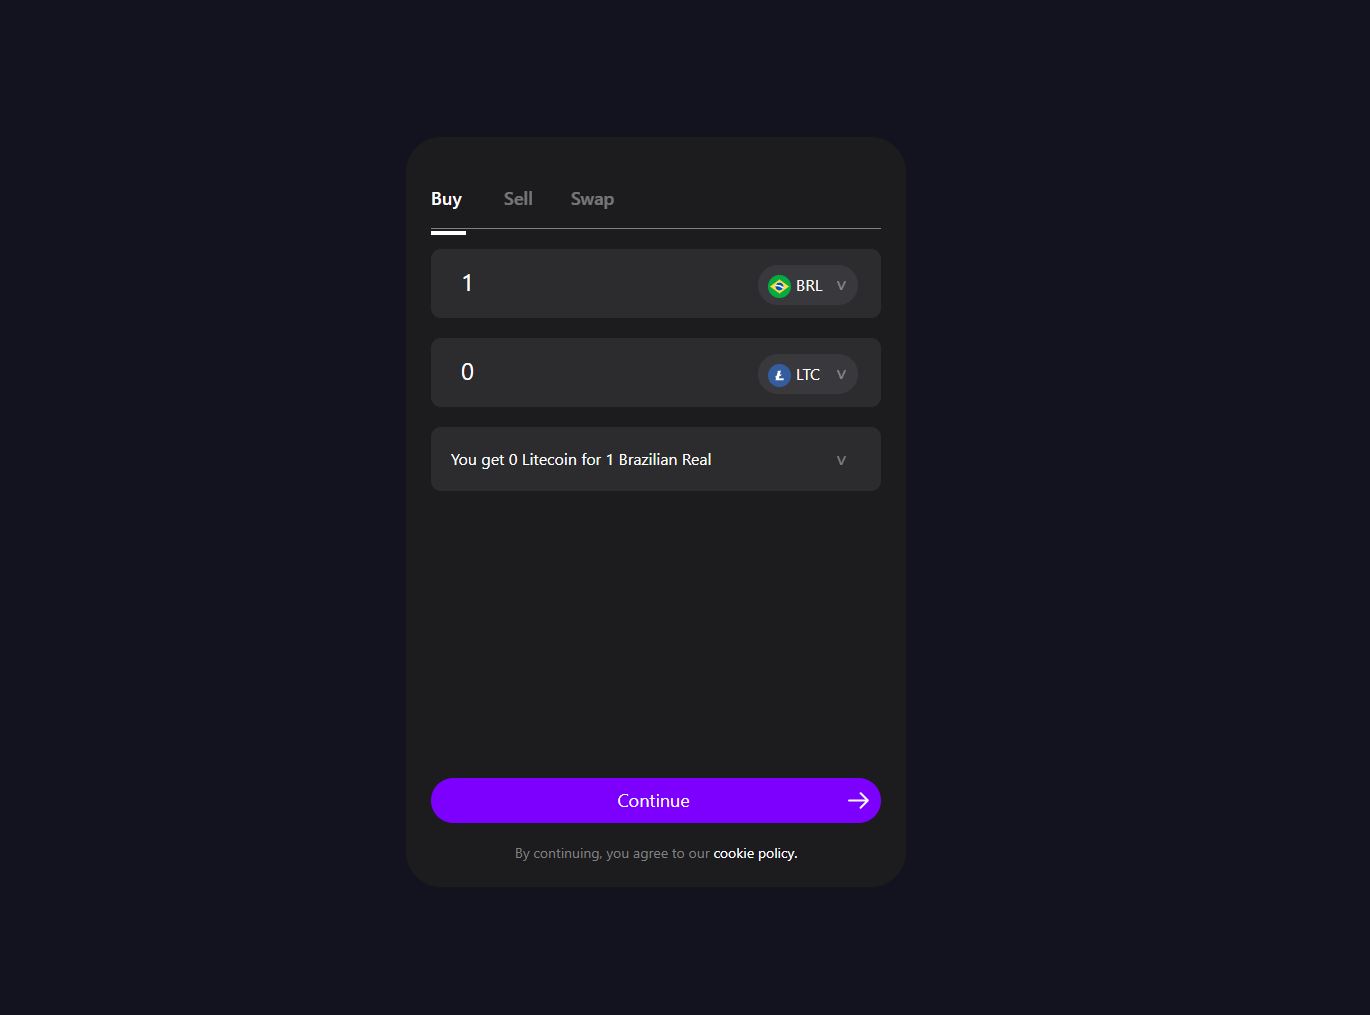 Buy Sell Swap
1 BRL v
0 LTC v
You get 0 Litecoin for 1 Brazilian Real v
Continue
By continuing, you agree to our cookie policy.